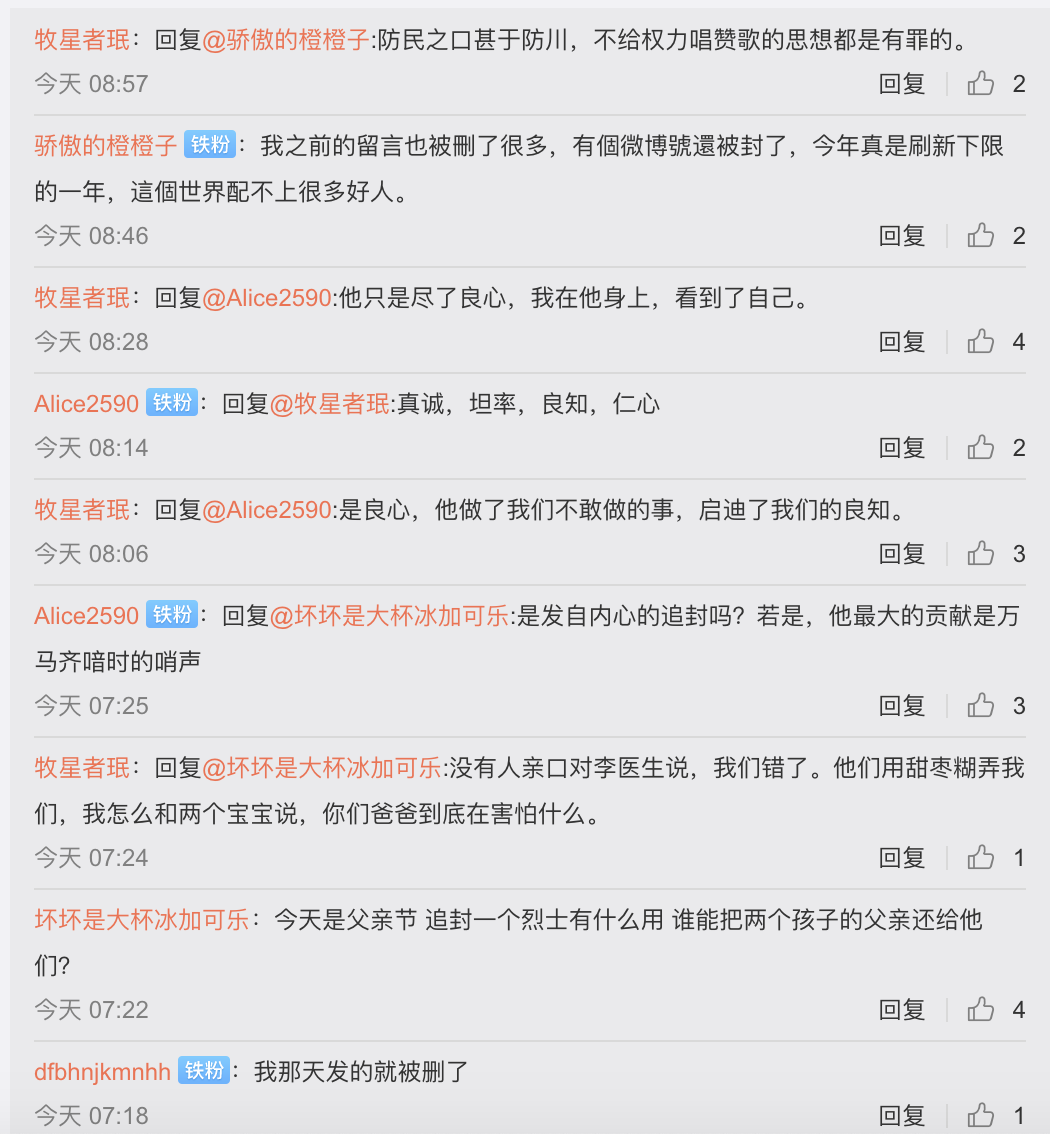 牧星者珉：回复@骄傲的橙橙子:防民之口甚于防川，不给权力唱赞歌的思想都是有罪的。
今天 08:57 回复 2
骄傲的橙橙子 铁粉：我之前的留言也被刪了很多，有個微博號還被封了，今年真是刷新下限
的一年，這個世界配不上很多好人。
今天 08:46 回复 2
牧星者珉：回复@Alice2590:他只是尽了良心，我在他身上，看到了自己。
今天 08:28 回复 4
Alice2590 铁粉：回复@牧星者珉:真诚，坦率，良知，仁心
今天 08:14 回复 2
牧星者珉：回复@Alice2590:是良心，他做了我们不敢做的事，启迪了我们的良知。
今天 08:06 回复 3
Alice2590 铁粉：回复@坏坏是大杯冰加可乐:是发自内心的追封吗？若是，他最大的贡献是万
马齐喑时的哨声
今天 07:25 回复 3
牧星者珉：回复@坏坏是大杯冰加可乐:没有人亲口对李医生说，我们错了。他们用甜枣糊弄我
们，我怎么和两个宝宝说，你们爸爸到底在害怕什么。
今天 07:24 回复 1
坏坏是大杯冰加可乐：今天是父亲节 追封一个烈士有什么用 谁能把两个孩子的父亲还给他
们？
今天 07:22 回复 4
dfbhnjkmnhh 铁粉：我那天发的就被删了
今天 07:18 回复 1